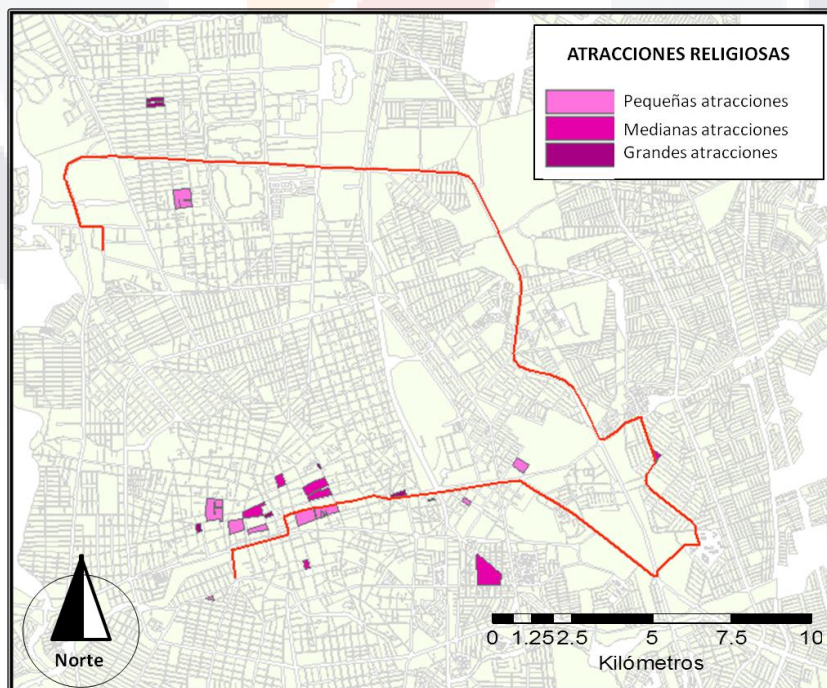 ATRACCIONES RELIGIOSAS
Pequeñas atracciones
Medianas atracciones
Grandes atracciones
Norte
0 1.25 2.5 5 7.5 10
Kilómetros